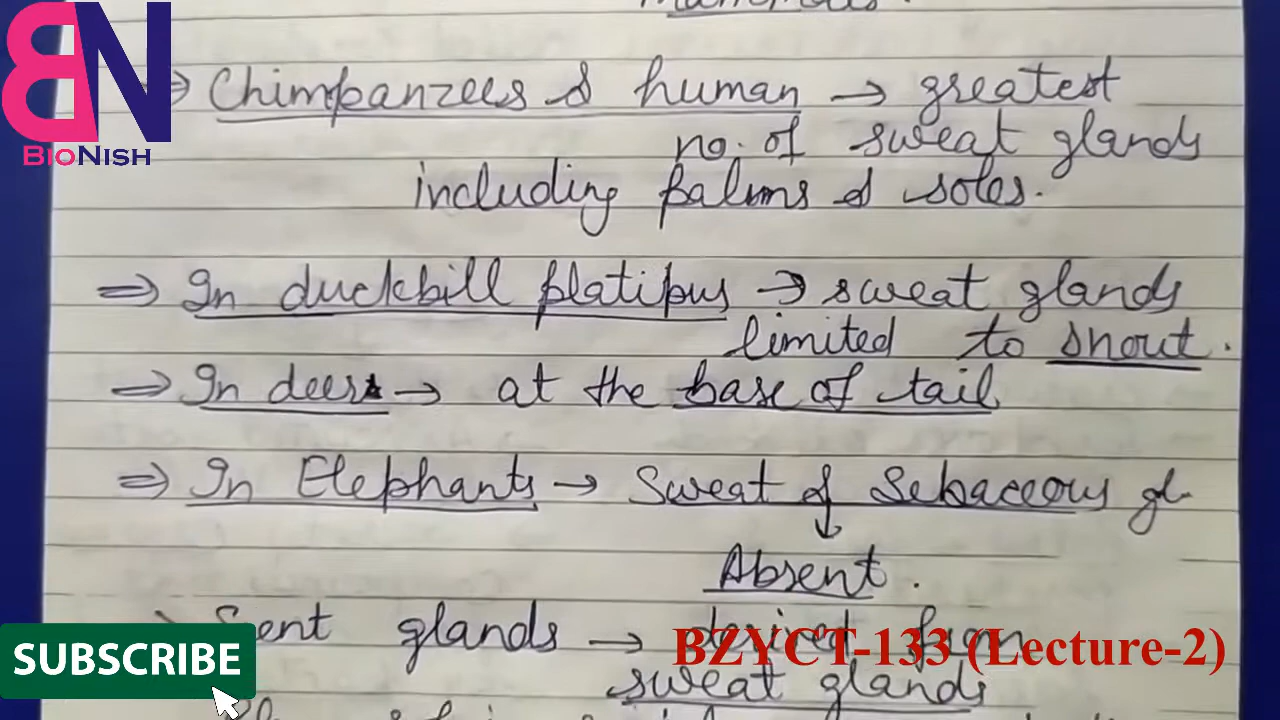 BN
BIONISH
⇒ Chimpanzees & human → greatest
no. of sweat glands
including palms & soles.
⇒ In duckbill platipus → sweat glands
limited to snout.
⇒ In deers → at the base of tail
⇒ In Elephants → Sweat & Sebaceous gl.
↓
Absent.
Scent glands → derived from
sweat glands
SUBSCRIBE
BZYCT-133 (Lecture-2)